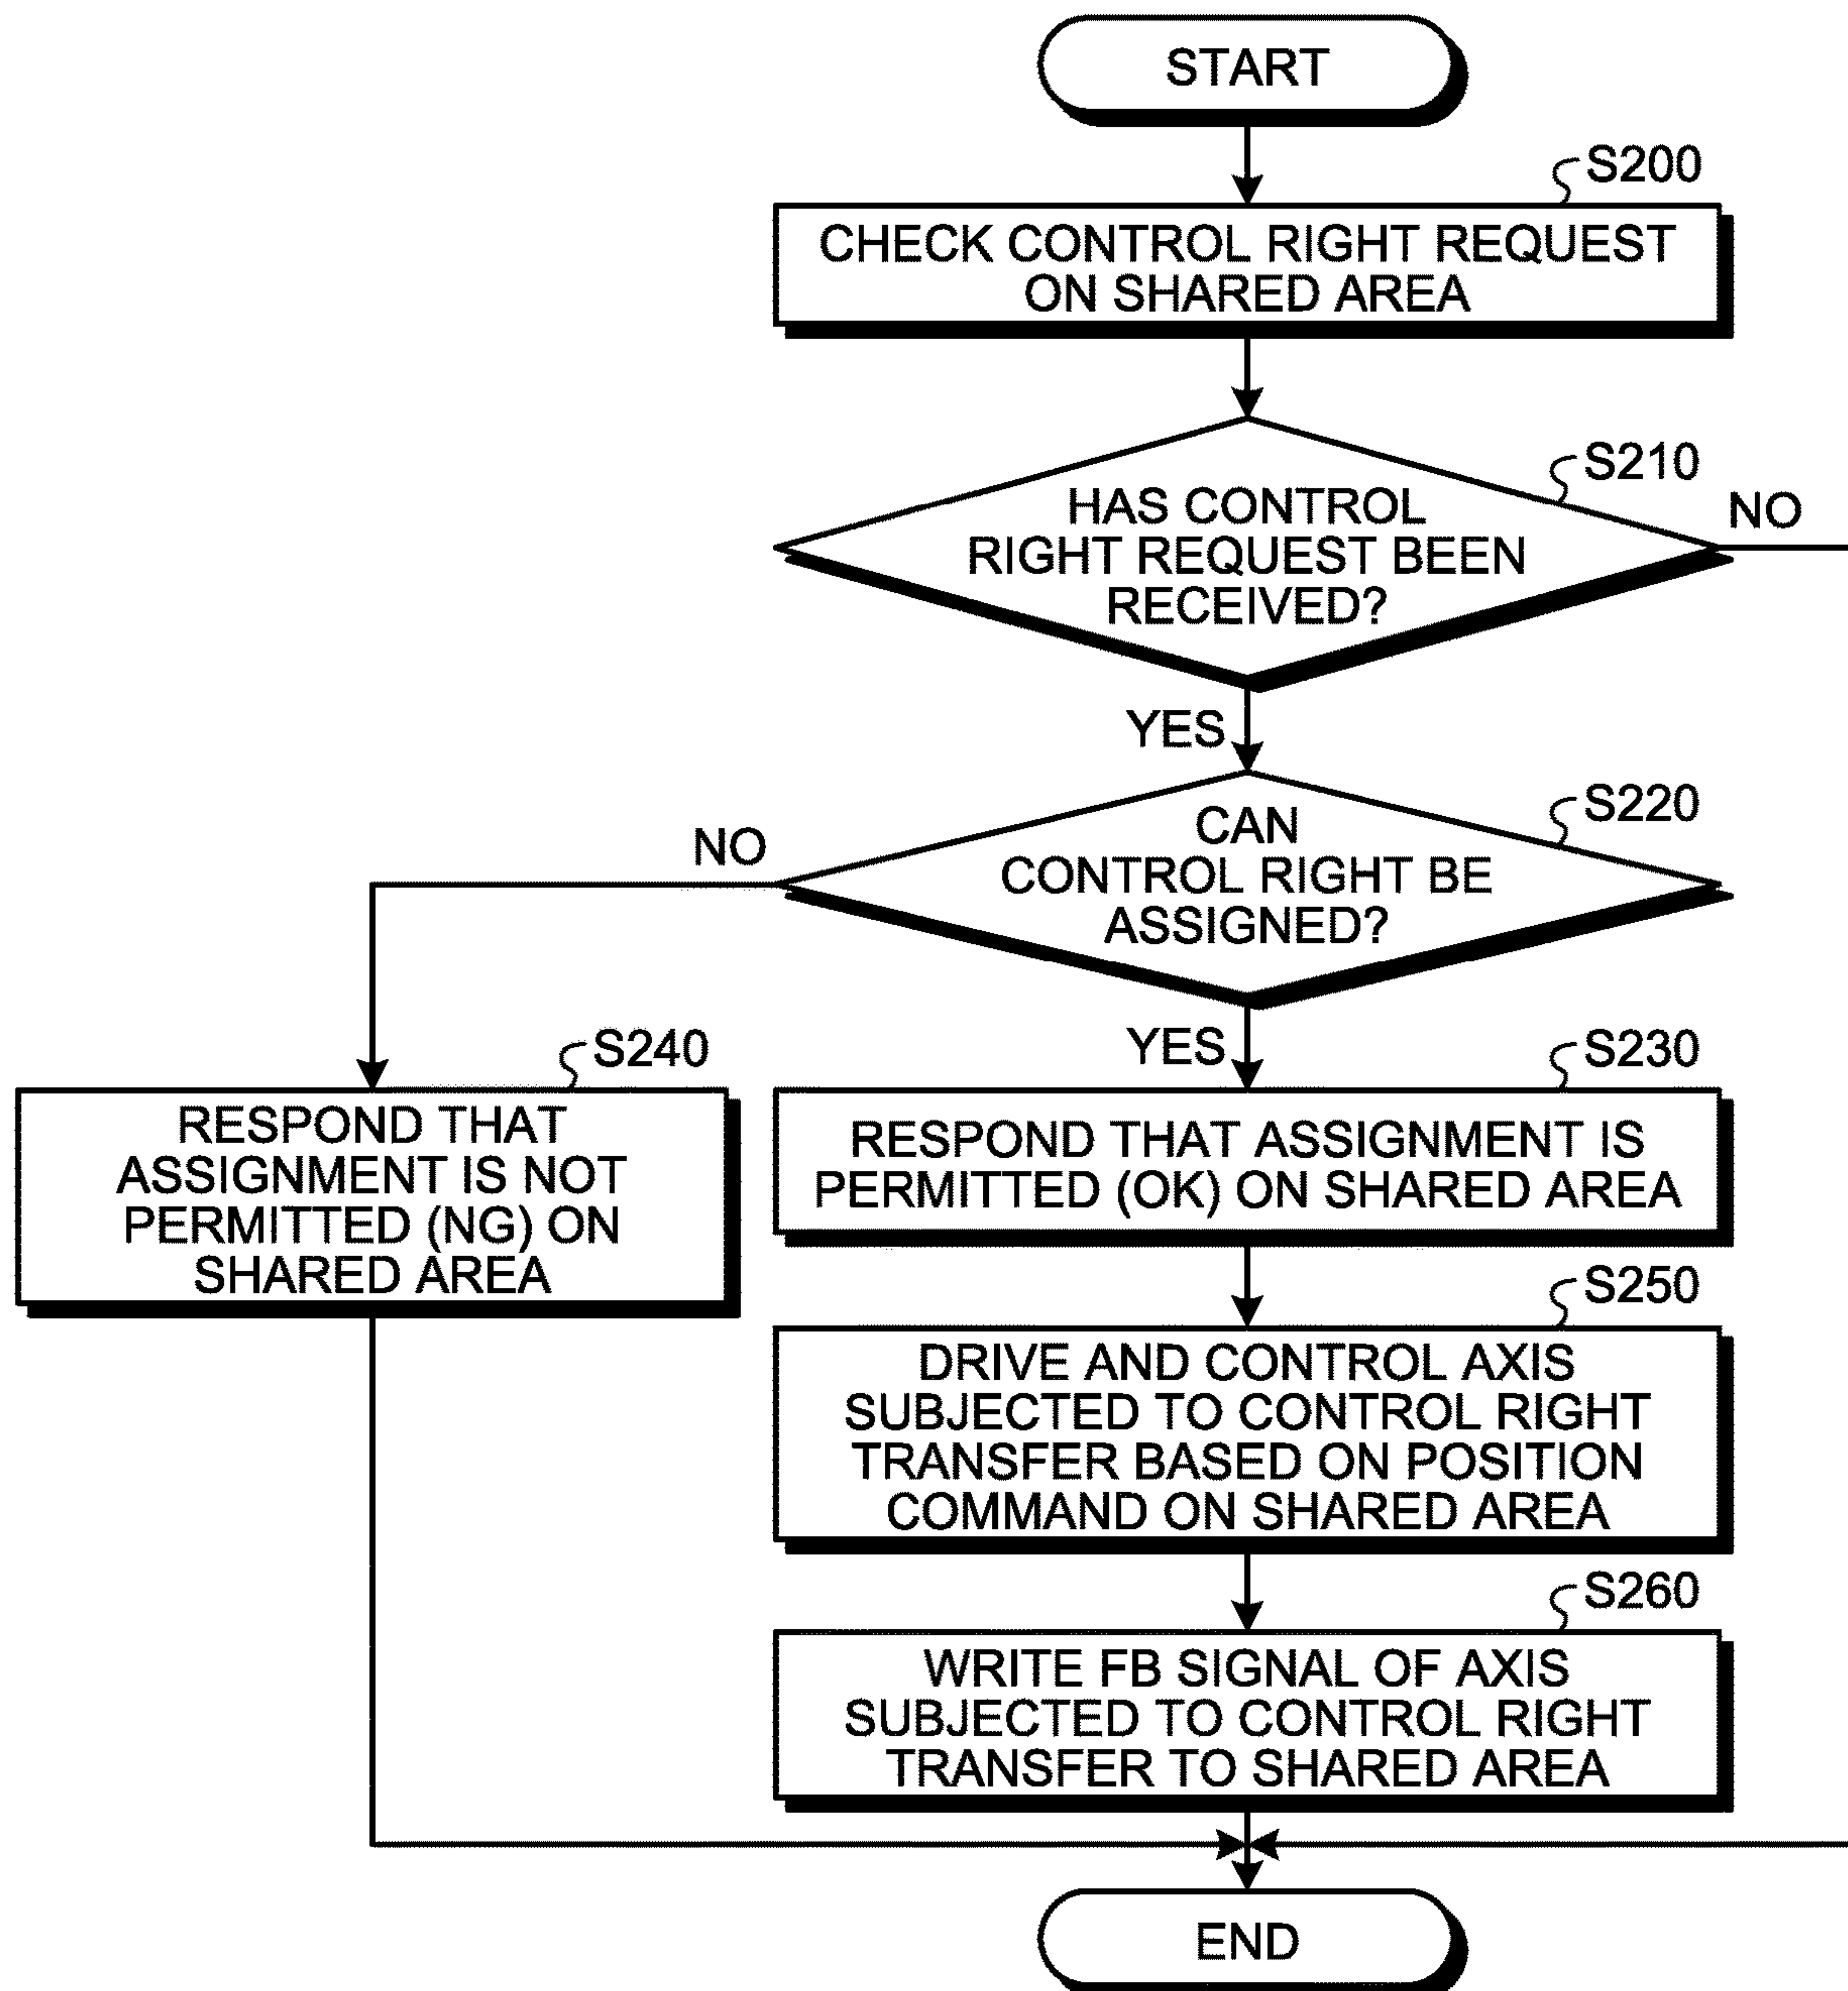 START
S200
CHECK CONTROL RIGHT REQUEST
ON SHARED AREA
S210
HAS CONTROL
RIGHT REQUEST BEEN
RECEIVED?
NO
YES
S220
CAN
CONTROL RIGHT BE
ASSIGNED?
NO
YES
S240
RESPOND THAT
ASSIGNMENT IS NOT
PERMITTED (NG) ON
SHARED AREA
S230
RESPOND THAT ASSIGNMENT IS
PERMITTED (OK) ON SHARED AREA
S250
DRIVE AND CONTROL AXIS
SUBJECTED TO CONTROL RIGHT
TRANSFER BASED ON POSITION
COMMAND ON SHARED AREA
S260
WRITE FB SIGNAL OF AXIS
SUBJECTED TO CONTROL RIGHT
TRANSFER TO SHARED AREA
END